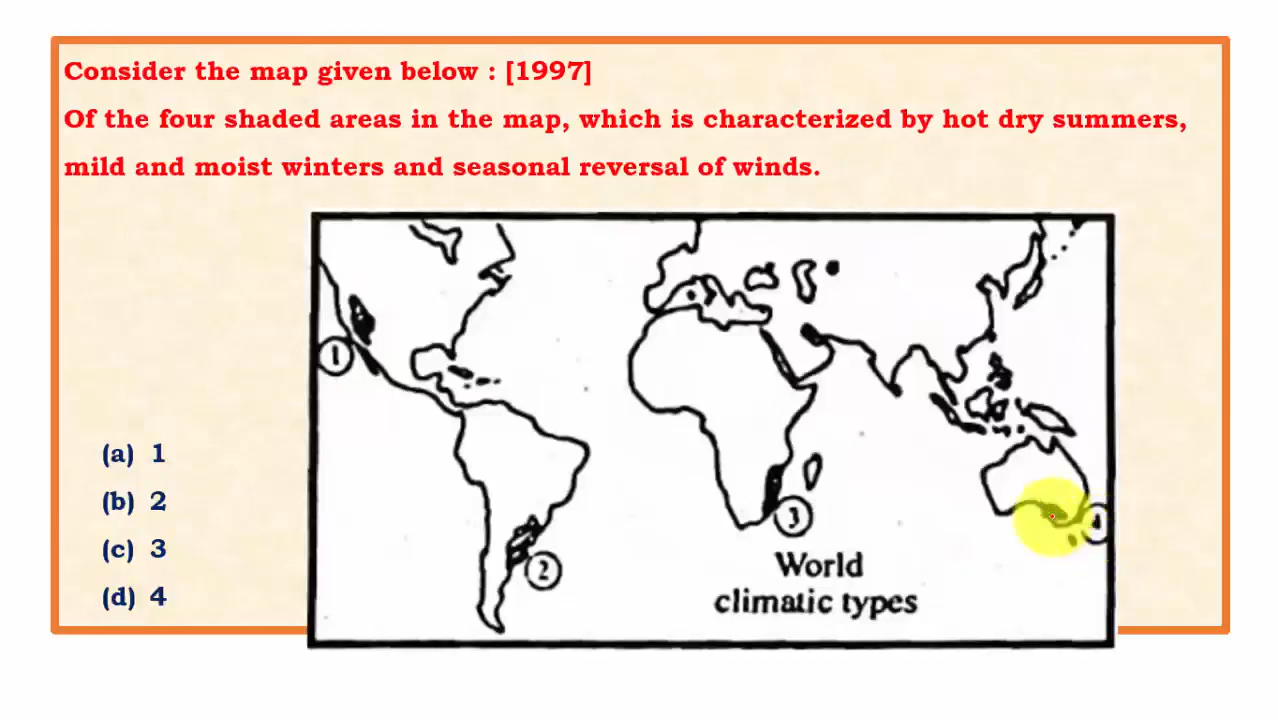 Consider the map given below : [1997]
Of the four shaded areas in the map, which is characterized by hot dry summers,
mild and moist winters and seasonal reversal of winds.
1
(a) 1
(b) 2
(c) 3
(d) 4
2
3
4
World
climatic types